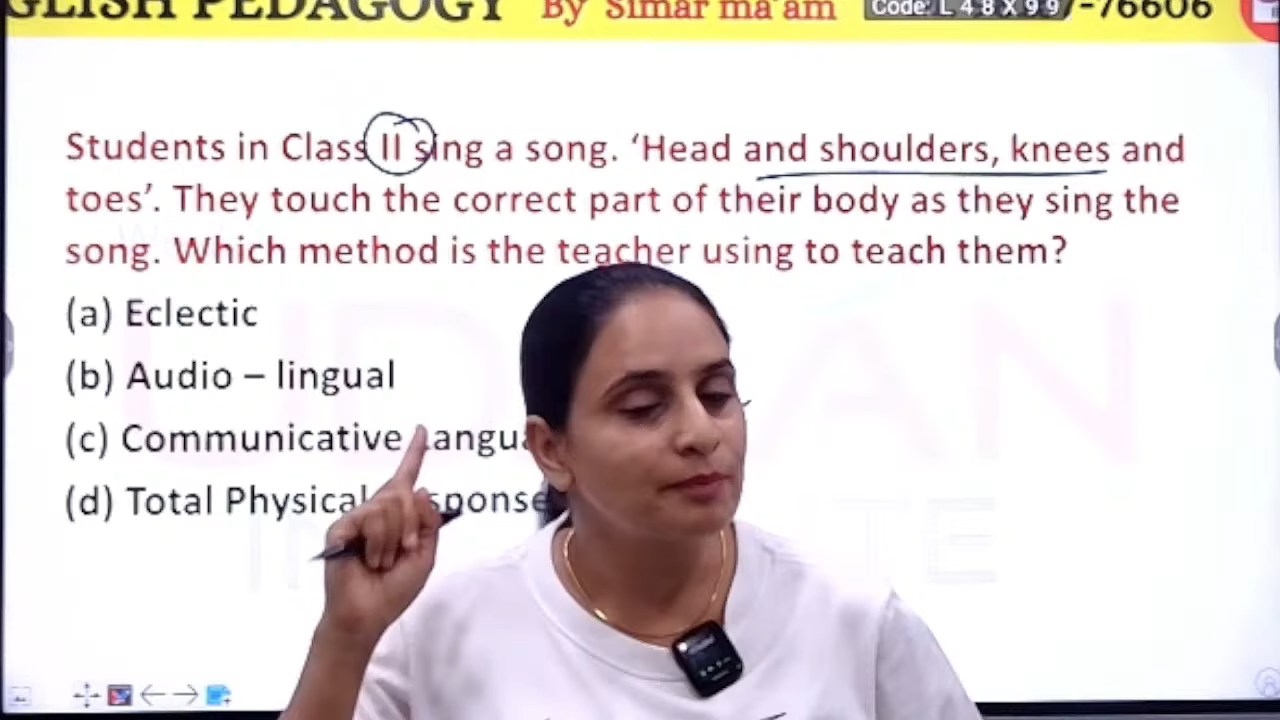 GLISH PEDAGOGY By Simar ma'am Code: L 4 8 X 9 9 7-76606
Students in Class II sing a song. ‘Head and shoulders, knees and
toes’. They touch the correct part of their body as they sing the
song. Which method is the teacher using to teach them?
(a) Eclectic
(b) Audio – lingual
(c) Communicative
(d) Total Physical